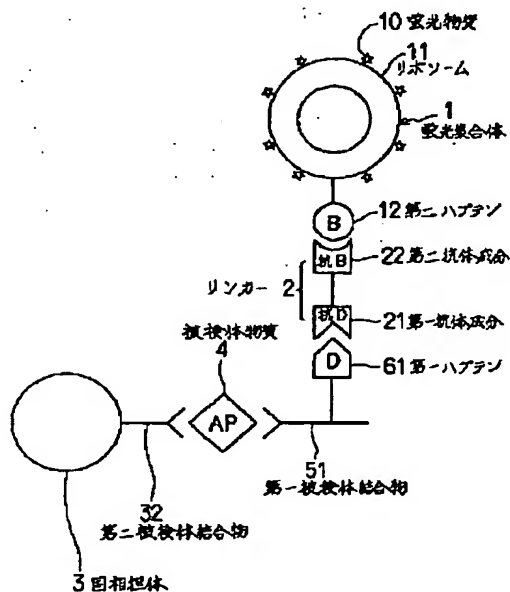 10 蛍光物質
11
リポソーム
1
蛍光集合体
B
12 第二ハプテン
抗B
22 第二抗体成分
リンカー 2
抗D
21 第一抗体成分
被検体物質
4
D
61 第一ハプテン
AP
51
第一被検体結合物
32
第二被検体結合物
3 固相担体